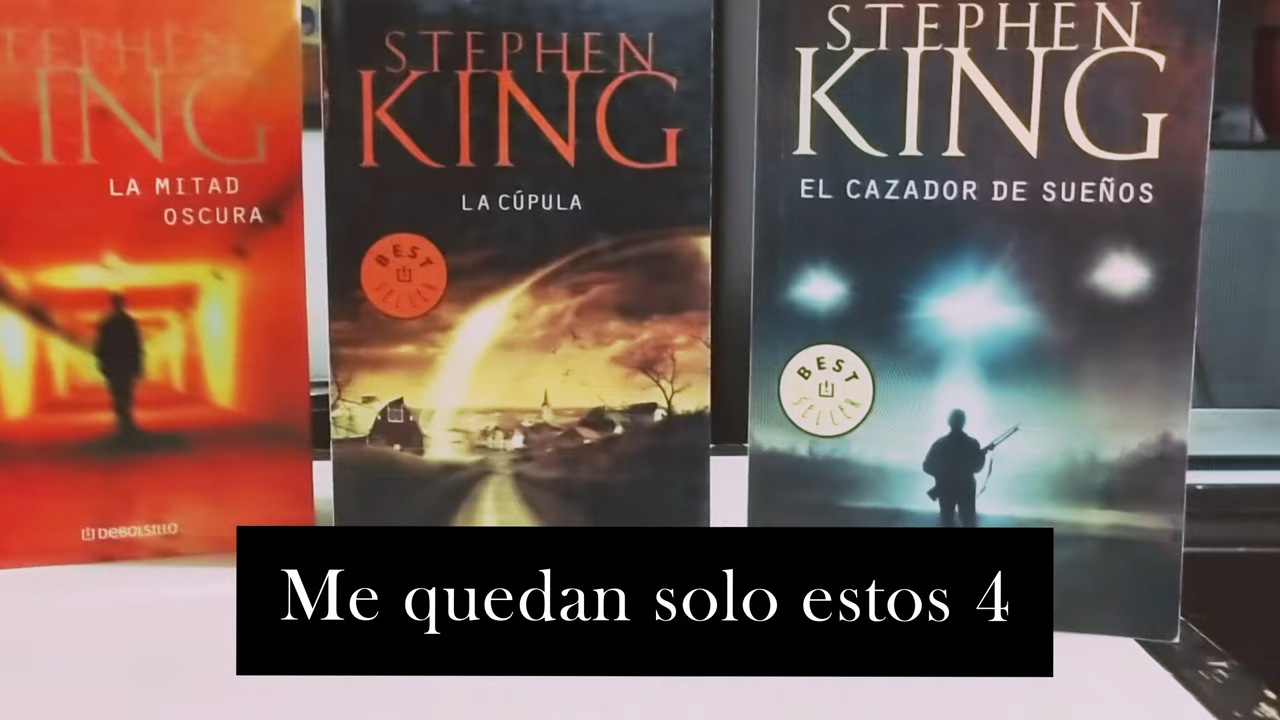 STEPHEN
KING
LA MITAD
OSCURA
DEBOLSILLO
STEPHEN
KING
LA CÚPULA
BEST
SELLER
STEPHEN
KING
EL CAZADOR DE SUEÑOS
BEST
SELLER
Me quedan solo estos 4